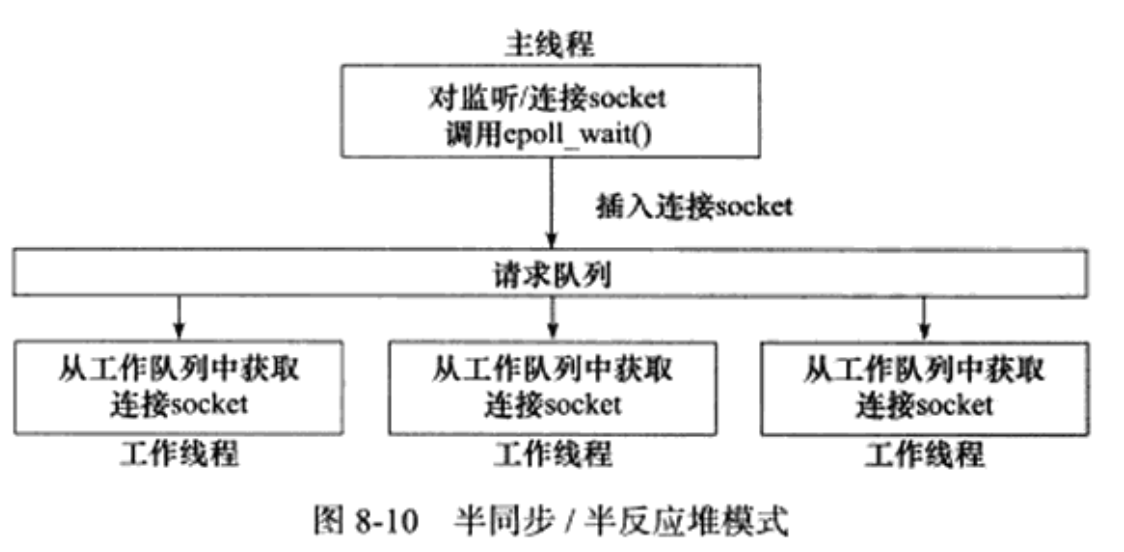 主线程
对监听/连接socket
调用epoll_wait()
插入连接socket
请求队列
从工作队列中获取
连接socket
从工作队列中获取
连接socket
从工作队列中获取
连接socket
工作线程
工作线程
工作线程
图 8-10 半同步 / 半反应堆模式